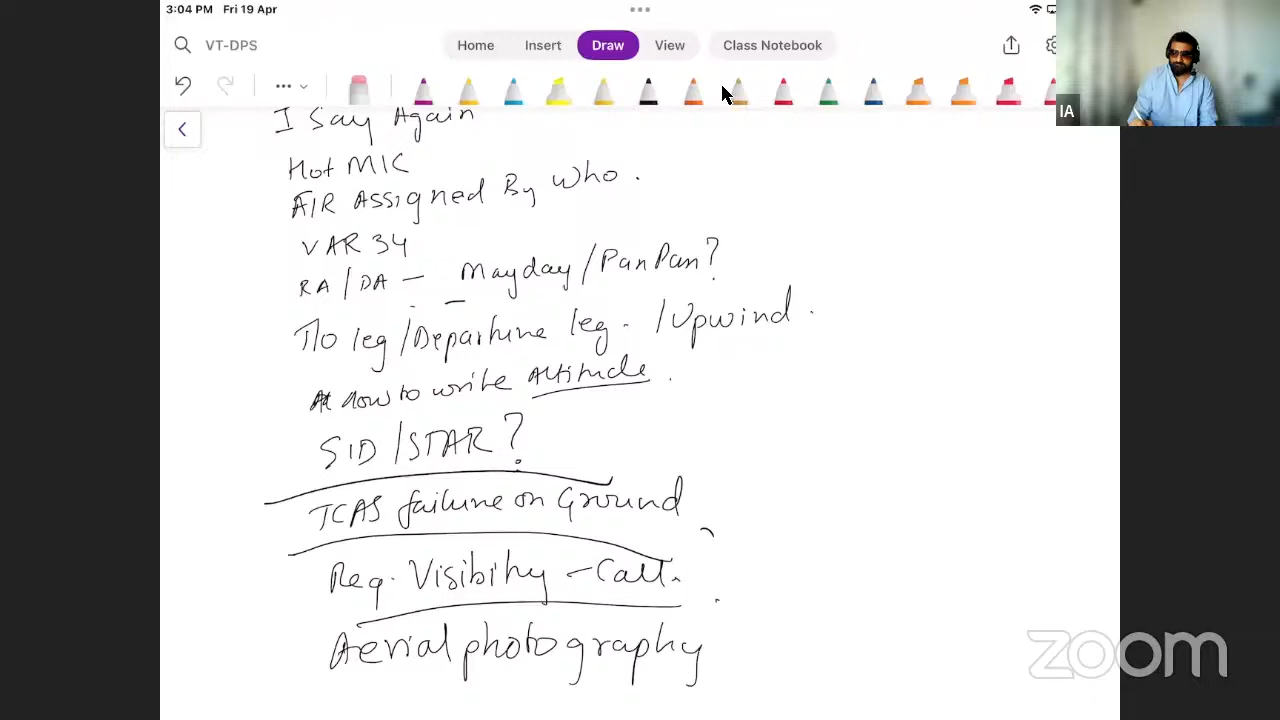 3:04 PM Fri 19 Apr
VT-DPS
Home Insert Draw View Class Notebook
IA
I Say Again
Hot MIC
AIR Assigned By Who.
VAR 34
RA/DA - Mayday/PanPan?
T/O leg/Departure leg. /Upwind.
How to write Altitude.
SID/STAR?
TCAS failure on Ground
Req. Visibility - Call.
Aerial photography
zoom